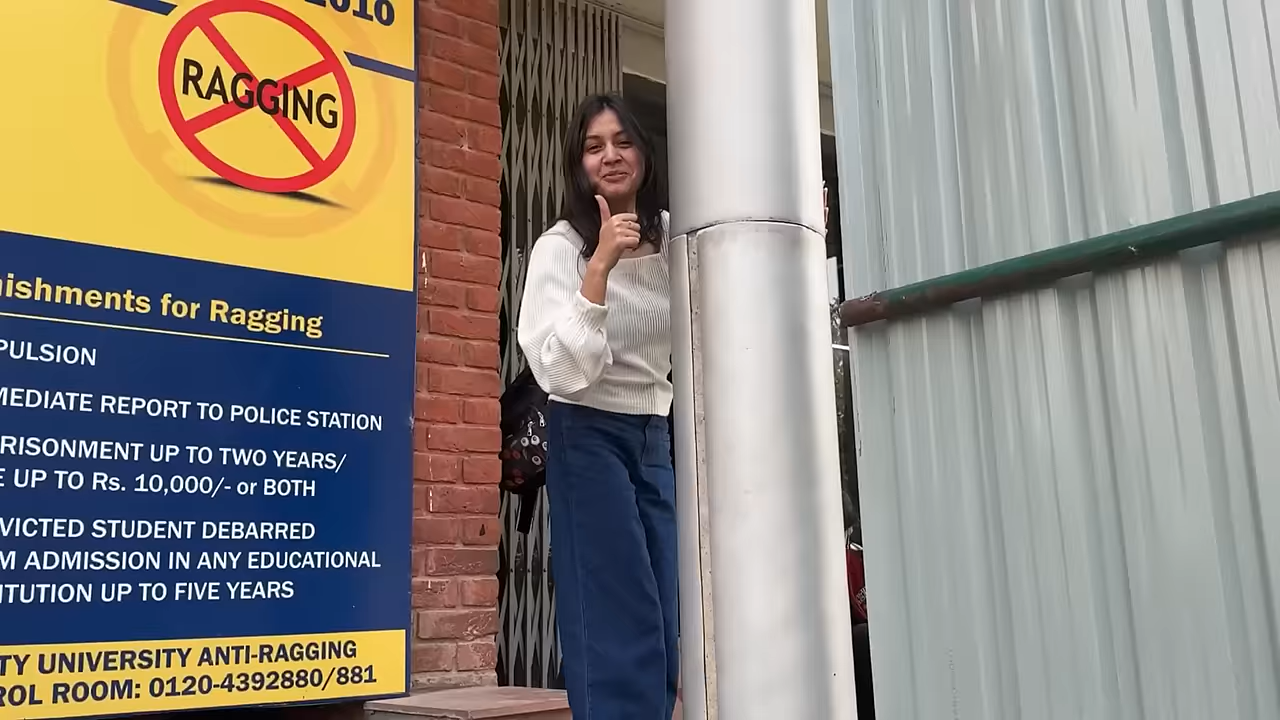 2016
RAGGING
ishments for Ragging
PULSION
MEDIATE REPORT TO POLICE STATION
RISONMENT UP TO TWO YEARS/
E UP TO Rs. 10,000/- or BOTH
VICTED STUDENT DEBARRED
M ADMISSION IN ANY EDUCATIONAL
ITUTION UP TO FIVE YEARS
TY UNIVERSITY ANTI-RAGGING
ROL ROOM: 0120-4392880/881